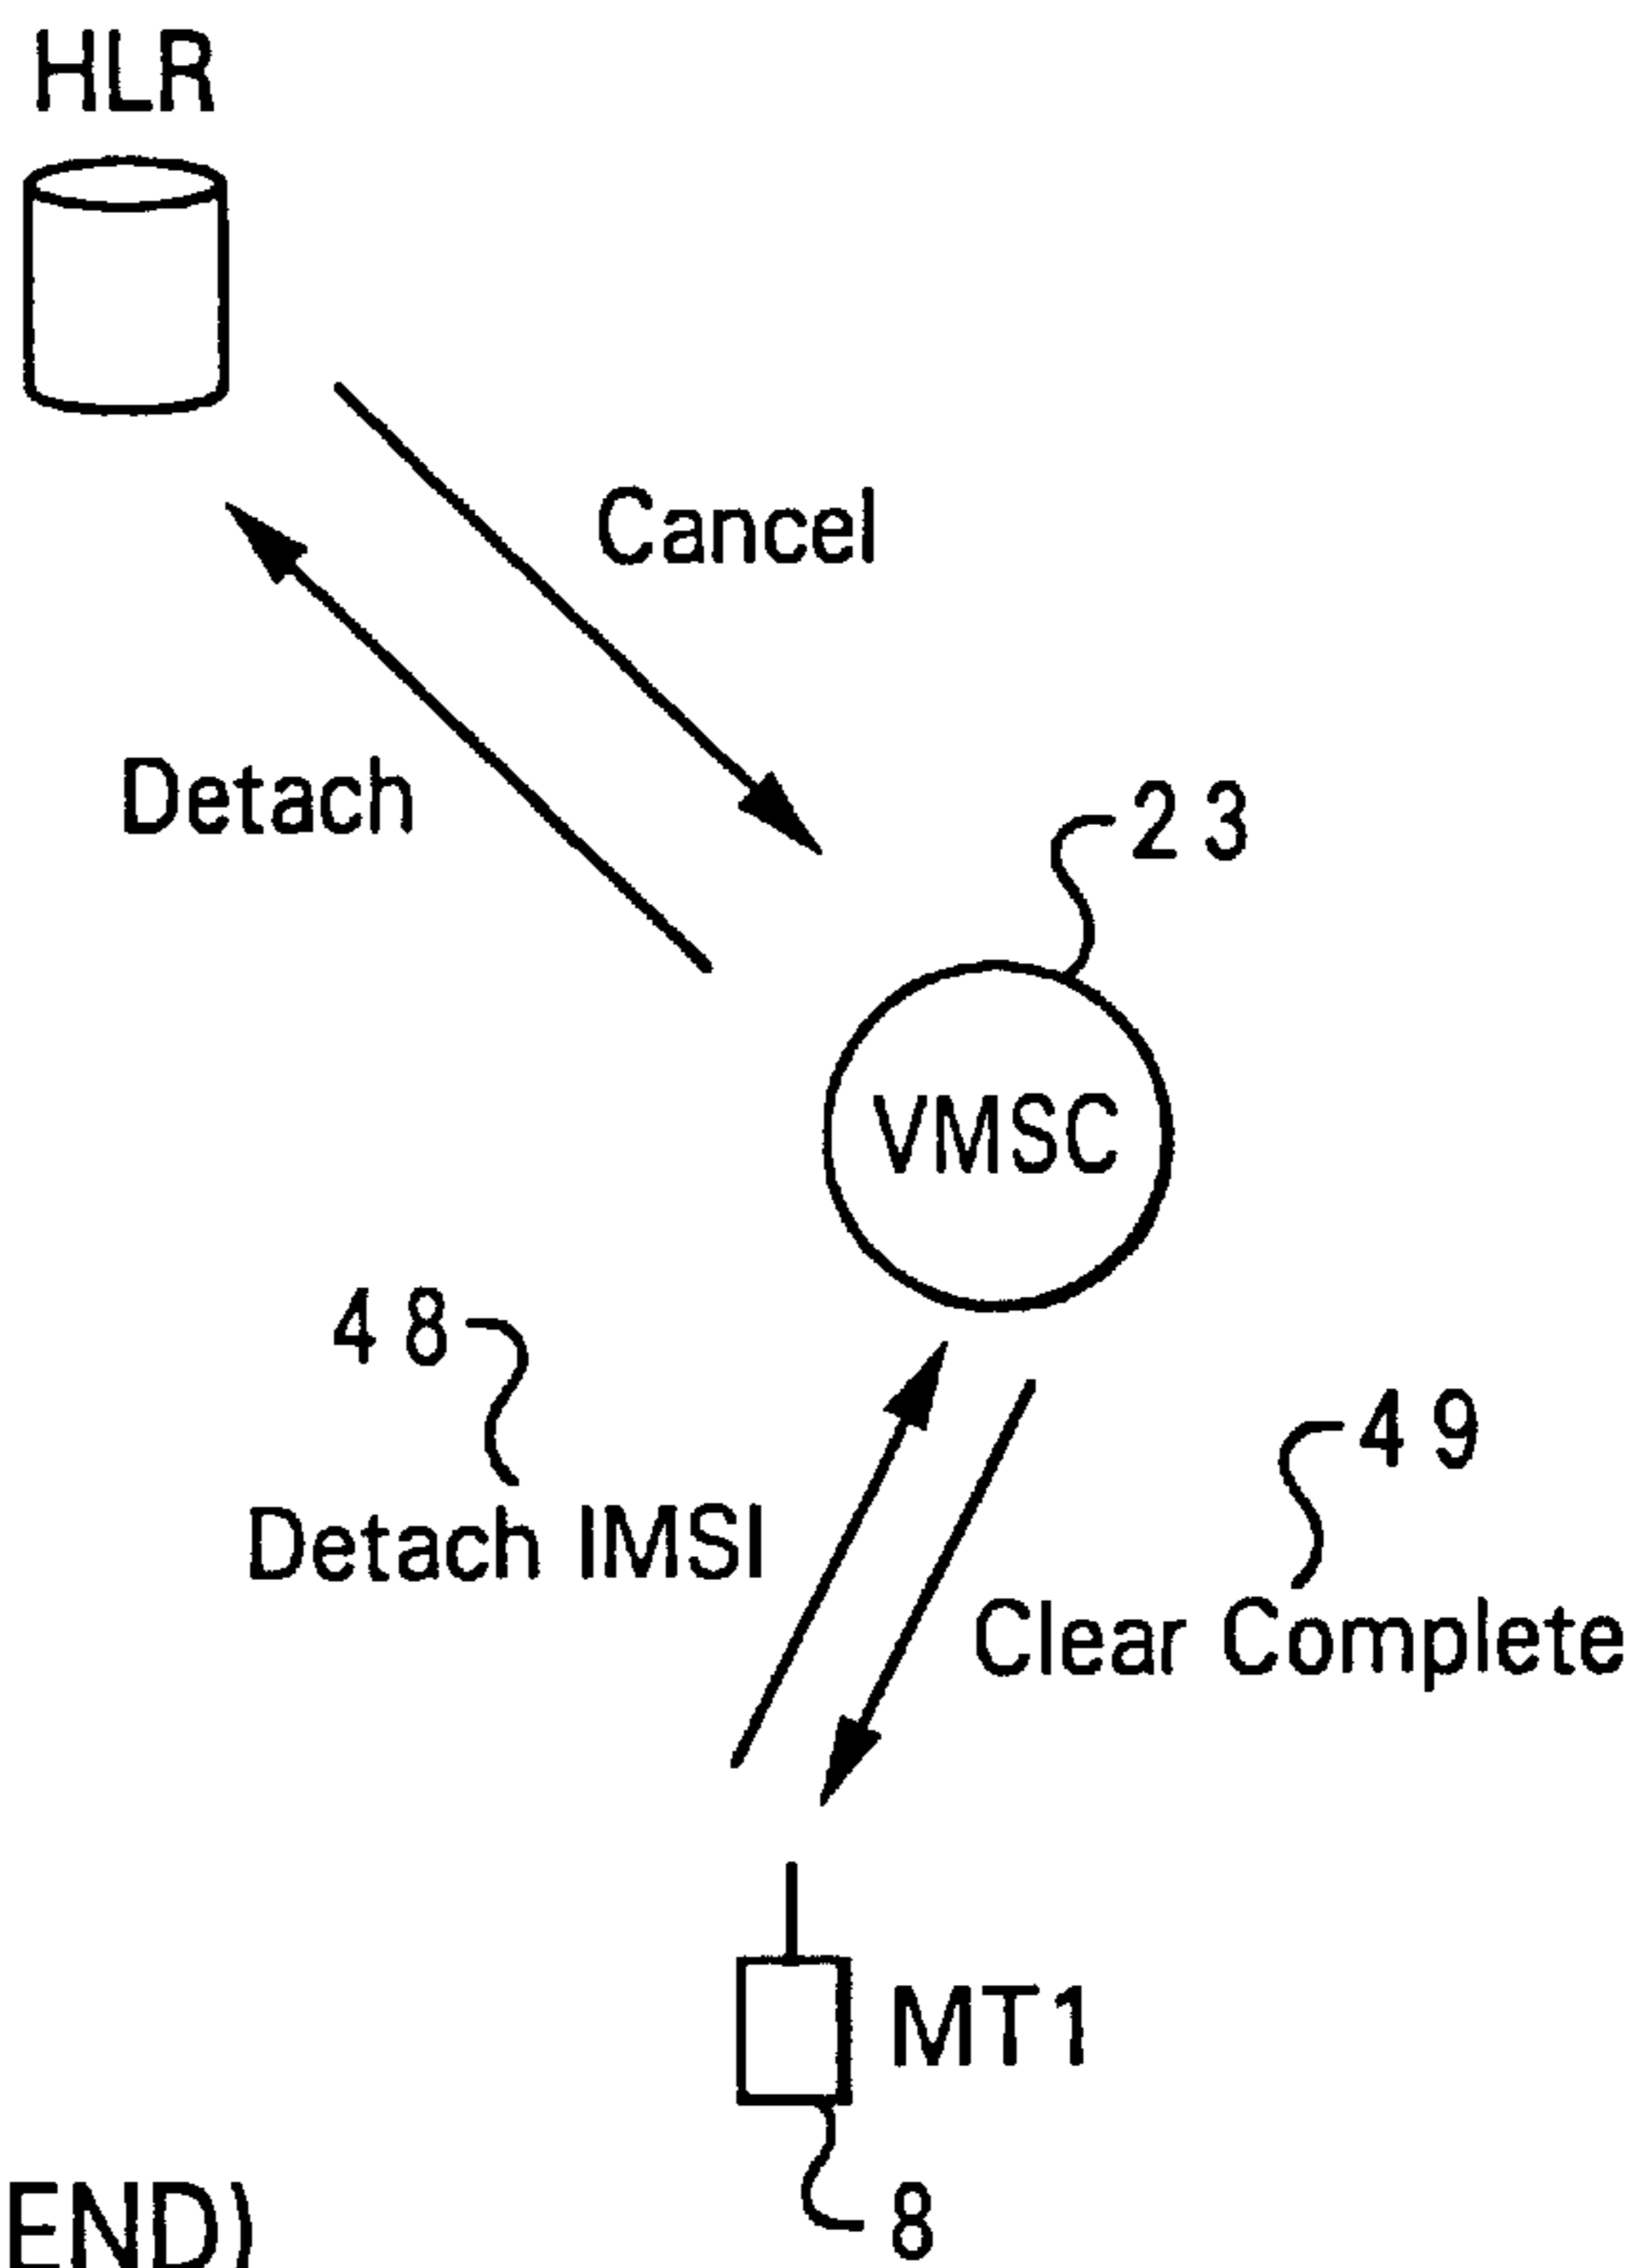 HLR
Cancel
Detach
23
VMSC
48
49
Detach IMSI
Clear Complete
MT1
8
END)